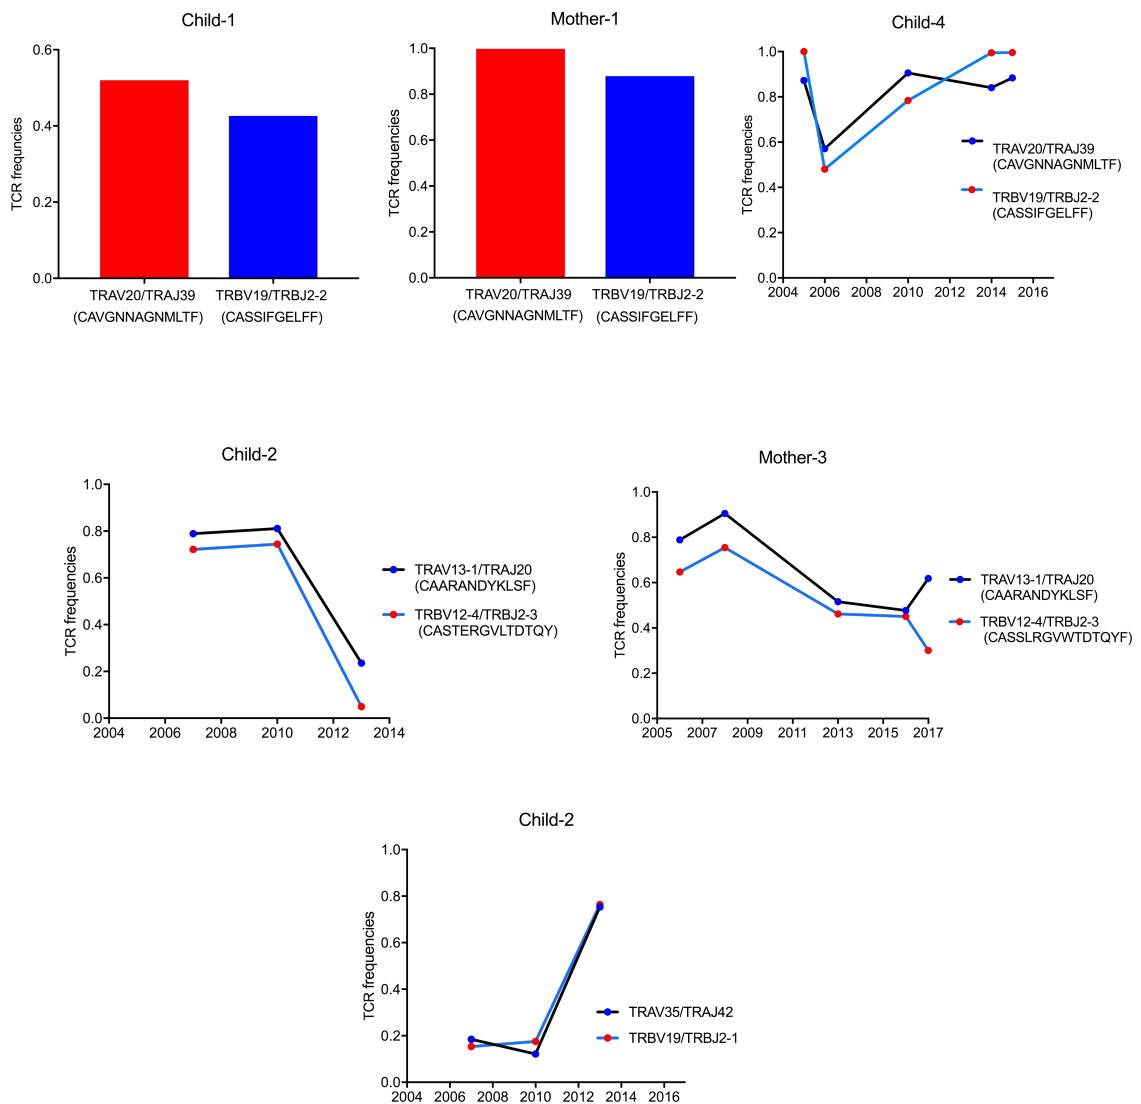 Child-1
TCR frequncies
0.6
0.4
0.2
0.0
TRAV20/TRAJ39
(CAVGNNAGNMLTF)
TRBV19/TRBJ2-2
(CASSIFGELFF)
Mother-1
TCR frequencies
1.0
0.8
0.6
0.4
0.2
0.0
TRAV20/TRAJ39
(CAVGNNAGNMLTF)
TRBV19/TRBJ2-2
(CASSIFGELFF)
Child-4
TCR frequencies
1.0
0.8
0.6
0.4
0.2
0.0
2004 2006 2008 2010 2012 2014 2016
TRAV20/TRAJ39
(CAVGNNAGNMLTF)
TRBV19/TRBJ2-2
(CASSIFGELFF)
Child-2
TCR frequencies
1.0
0.8
0.6
0.4
0.2
0.0
2004 2006 2008 2010 2012 2014
TRAV13-1/TRAJ20
(CAARANDYKLSF)
TRBV12-4/TRBJ2-3
(CASTERGVLTDTQY)
Mother-3
TCR frequencies
1.0
0.8
0.6
0.4
0.2
0.0
2005 2007 2009 2011 2013 2015 2017
TRAV13-1/TRAJ20
(CAARANDYKLSF)
TRBV12-4/TRBJ2-3
(CASSLRGVWTDTQYF)
Child-2
TCR frequencies
1.0
0.8
0.6
0.4
0.2
0.0
2004 2006 2008 2010 2012 2014 2016
TRAV35/TRAJ42
TRBV19/TRBJ2-1